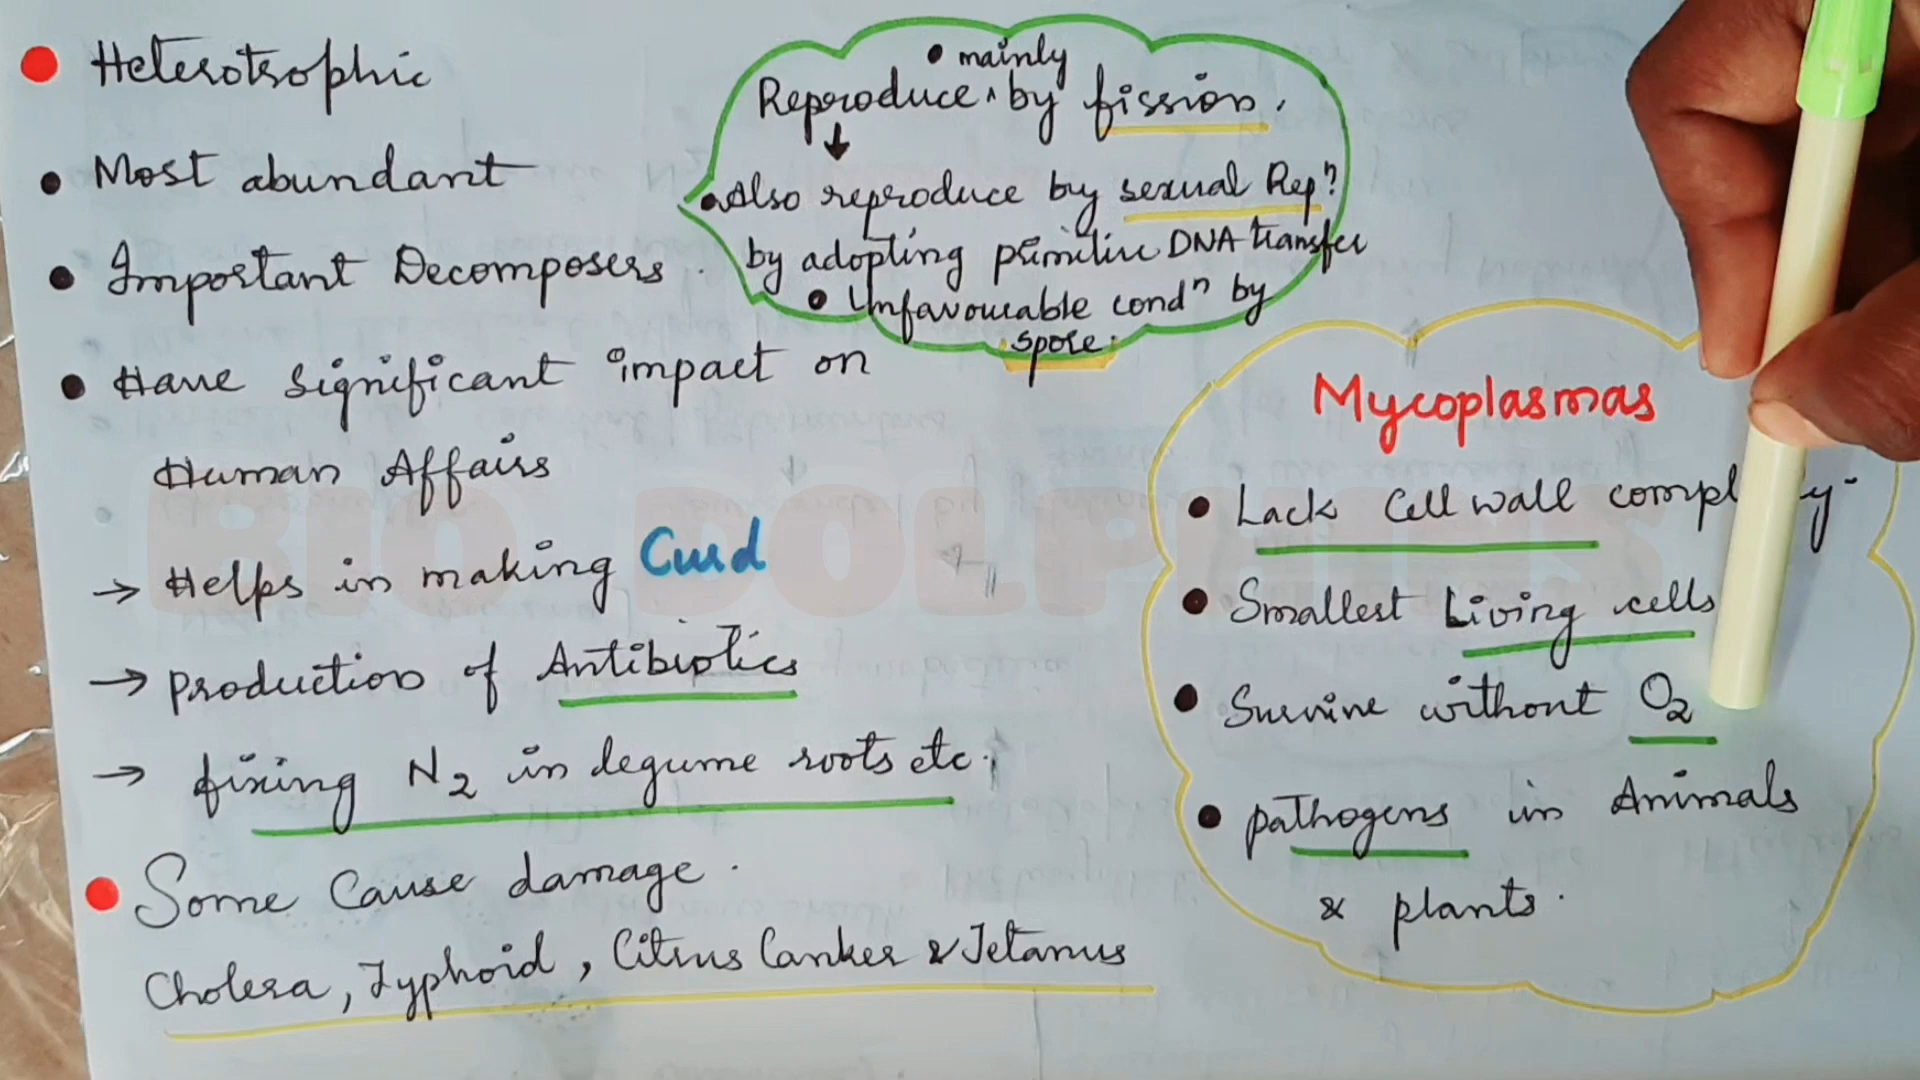 Heterotrophic
Most abundant
Important Decomposers.
Have significant impact on
Human Affairs
→ Helps in making Curd
→ production of Antibiotics
→ fixing N2 in legume roots etc.
Some Cause damage.
Cholera, Typhoid, Citrus Canker & Tetanus
mainly
Reproduce ^ by fission.
↓
Also reproduce by sexual Repn
by adopting primitive DNA transfer
Unfavourable condn by
spore.
Mycoplasmas
Lack Cell wall compl y.
Smallest Living cells
Survive without O2
pathogens in Animals
& plants.
BIO DOLPHINS